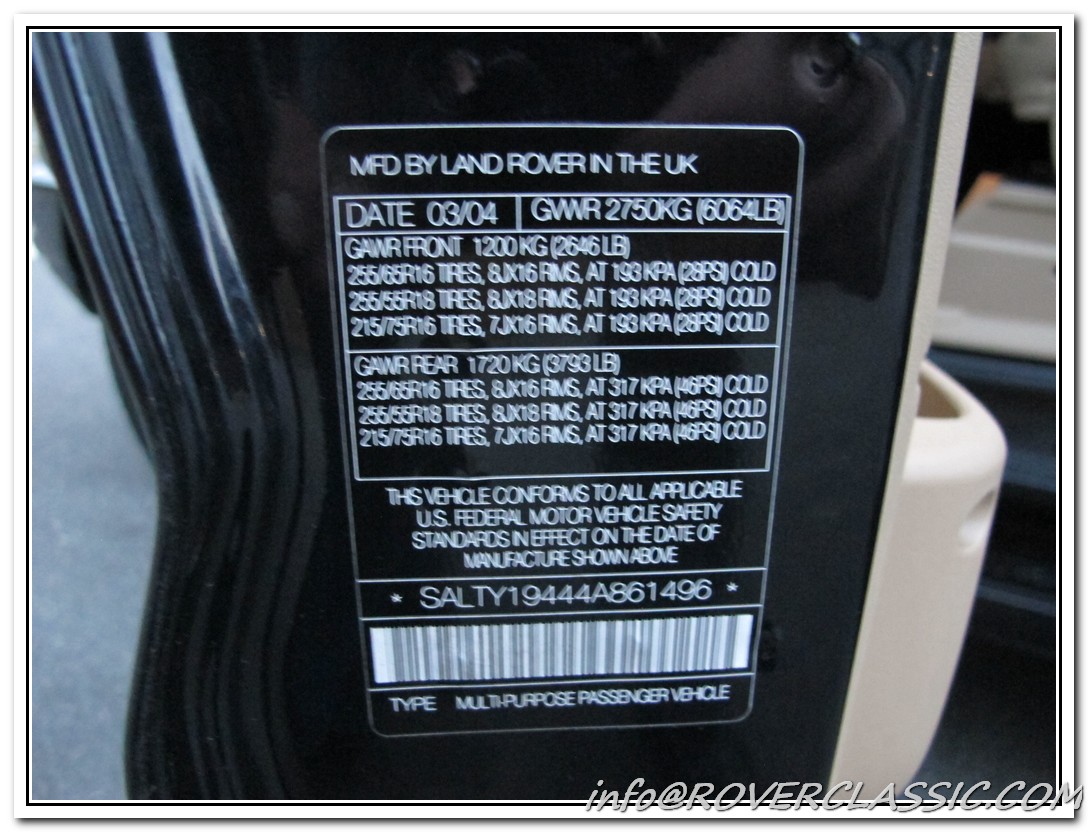 MFD BY LAND ROVER IN THE UK
DATE 03/04 GVWR 2750KG (6064LB)
GAWR FRONT 1200 KG (2646 LB)
255/65R16 TIRES, 8JX16 RIMS, AT 193 KPA (28PSI) COLD
255/55R18 TIRES, 8JX18 RIMS, AT 193 KPA (28PSI) COLD
215/75R16 TIRES, 7JX16 RIMS, AT 193 KPA (28PSI) COLD
GAWR REAR 1720 KG (3793 LB)
255/65R16 TIRES, 8JX16 RIMS, AT 317 KPA (46PSI) COLD
255/55R18 TIRES, 8JX18 RIMS, AT 317 KPA (46PSI) COLD
215/75R16 TIRES, 7JX16 RIMS, AT 317 KPA (46PSI) COLD
THIS VEHICLE CONFORMS TO ALL APPLICABLE
U.S. FEDERAL MOTOR VEHICLE SAFETY
STANDARDS IN EFFECT ON THE DATE OF
MANUFACTURE SHOWN ABOVE
* SALTY19444A861496 *
TYPE MULTI-PURPOSE PASSENGER VEHICLE
info@ROVERCLASSIC.COM